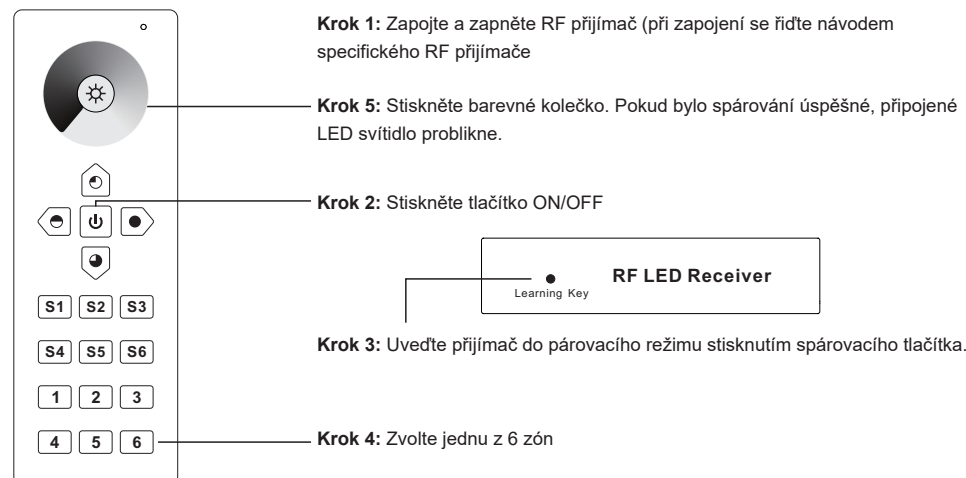 Krok 1: Zapojte a zapněte RF přijímač (při zapojení se řiďte návodem
specifického RF přijímače
Krok 5: Stiskněte barevné kolečko. Pokud bylo spárování úspěšné, připojené
LED svítidlo problikne.
Krok 2: Stiskněte tlačítko ON/OFF
RF LED Receiver
Learning Key
Krok 3: Uveďte přijímač do párovacího režimu stisknutím spárovacího tlačítka.
Krok 4: Zvolte jednu z 6 zón
S1 S2 S3
S4 S5 S6
1 2 3
4 5 6